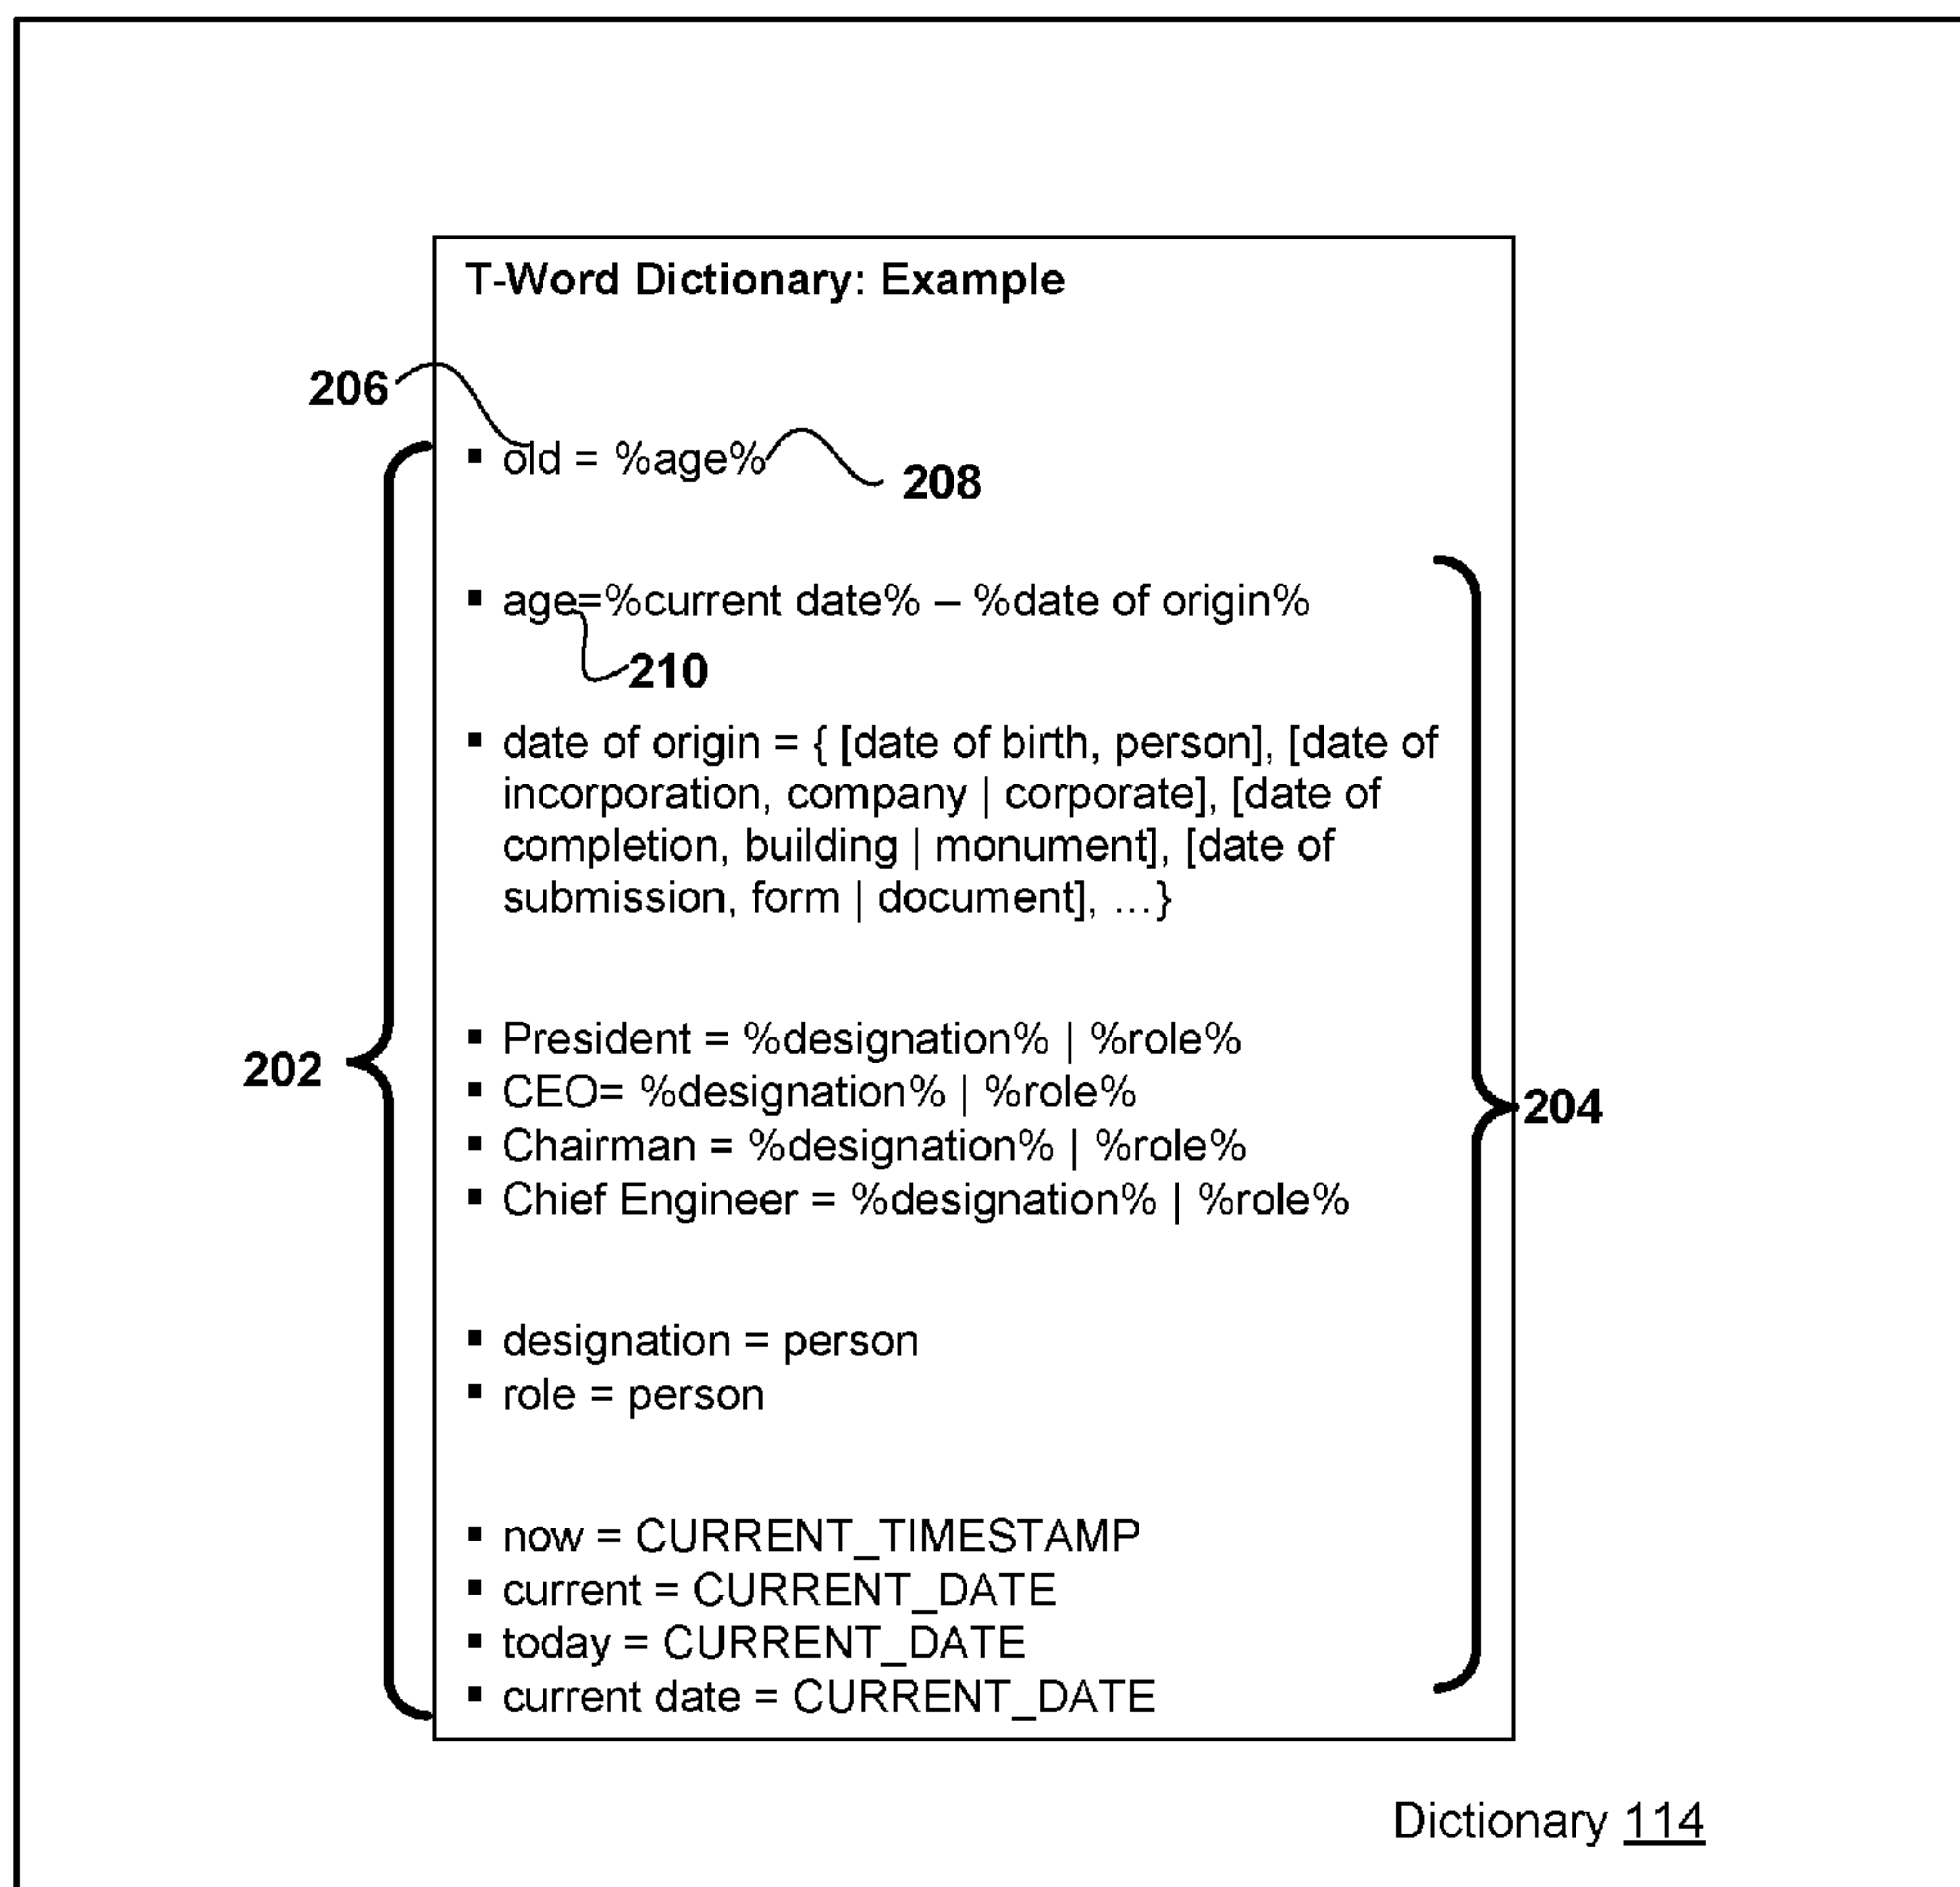 T-Word Dictionary: Example
206
▪ old = %age%
208
▪ age=%current date% – %date of origin%
210
▪ date of origin = { [date of birth, person], [date of
incorporation, company | corporate], [date of
completion, building | monument], [date of
submission, form | document], ...}
▪ President = %designation% | %role%
202
▪ CEO= %designation% | %role%
204
▪ Chairman = %designation% | %role%
▪ Chief Engineer = %designation% | %role%
▪ designation = person
▪ role = person
▪ now = CURRENT_TIMESTAMP
▪ current = CURRENT_DATE
▪ today = CURRENT_DATE
▪ current date = CURRENT_DATE
Dictionary 114